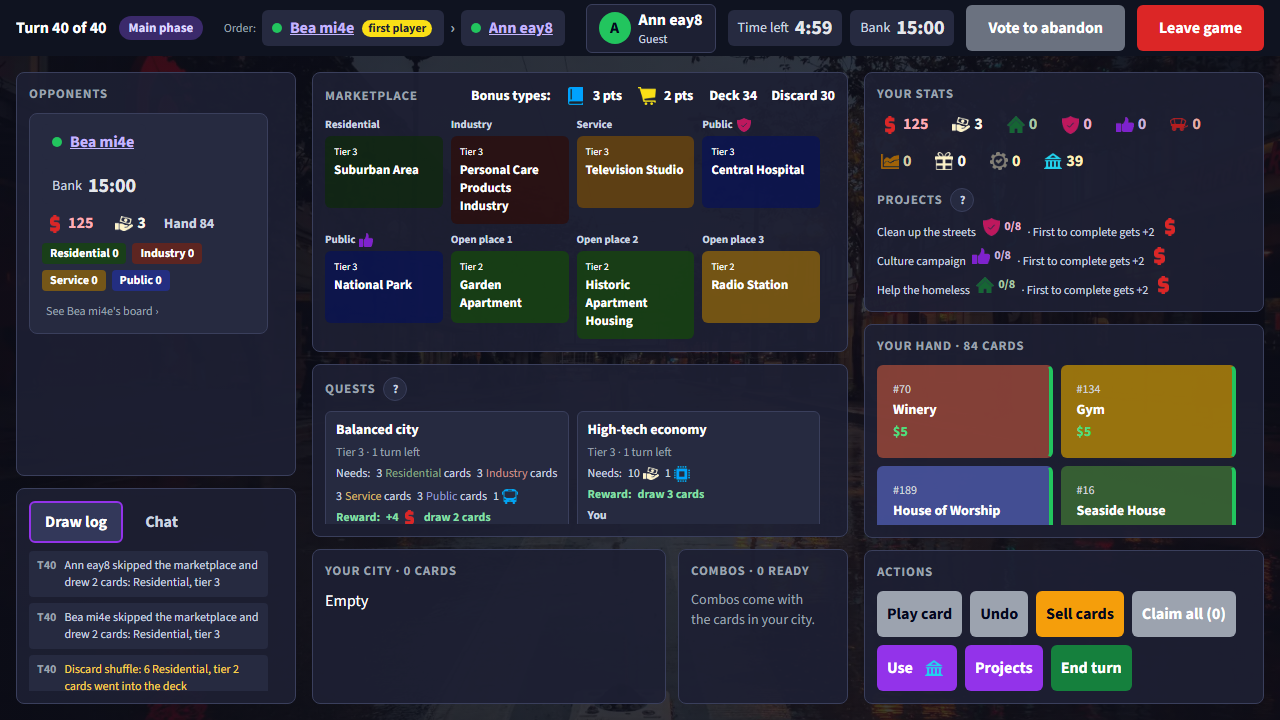 Turn 40 of 40 Main phase Order: Bea mi4e first player › Ann eay8 A Ann eay8 Guest Time left 4:59 Bank 15:00 Vote to abandon Leave game
OPPONENTS
Bea mi4e
Bank 15:00
125 3 Hand 84
Residential 0 Industry 0
Service 0 Public 0
See Bea mi4e's board ›
Draw log Chat
T40 Ann eay8 skipped the marketplace and
drew 2 cards: Residential, tier 3
T40 Bea mi4e skipped the marketplace and
drew 2 cards: Residential, tier 3
T40 Discard shuffle: 6 Residential, tier 2
cards went into the deck
MARKETPLACE Bonus types: 3 pts 2 pts Deck 34 Discard 30
Residential Industry Service Public
Tier 3 Tier 3 Tier 3 Tier 3
Suburban Area Personal Care Television Studio Central Hospital
Products
Industry
Public Open place 1 Open place 2 Open place 3
Tier 3 Tier 2 Tier 2 Tier 2
National Park Garden Historic Radio Station
Apartment Apartment
Housing
QUESTS ?
Balanced city
Tier 3 · 1 turn left
Needs: 3 Residential cards 3 Industry cards
3 Service cards 3 Public cards 1
Reward: +4 draw 2 cards
High-tech economy
Tier 3 · 1 turn left
Needs: 10 1
Reward: draw 3 cards
You
YOUR CITY · 0 CARDS
Empty
COMBOS · 0 READY
Combos come with
the cards in your city.
YOUR STATS
125 3 0 0 0 0
0 0 0 39
PROJECTS ?
Clean up the streets 0/8 · First to complete gets +2
Culture campaign 0/8 · First to complete gets +2
Help the homeless 0/8 · First to complete gets +2
YOUR HAND · 84 CARDS
#70 #134
Winery Gym
$5 $5
#189 #16
House of Worship Seaside House
ACTIONS
Play card Undo Sell cards Claim all (0)
Use Projects End turn